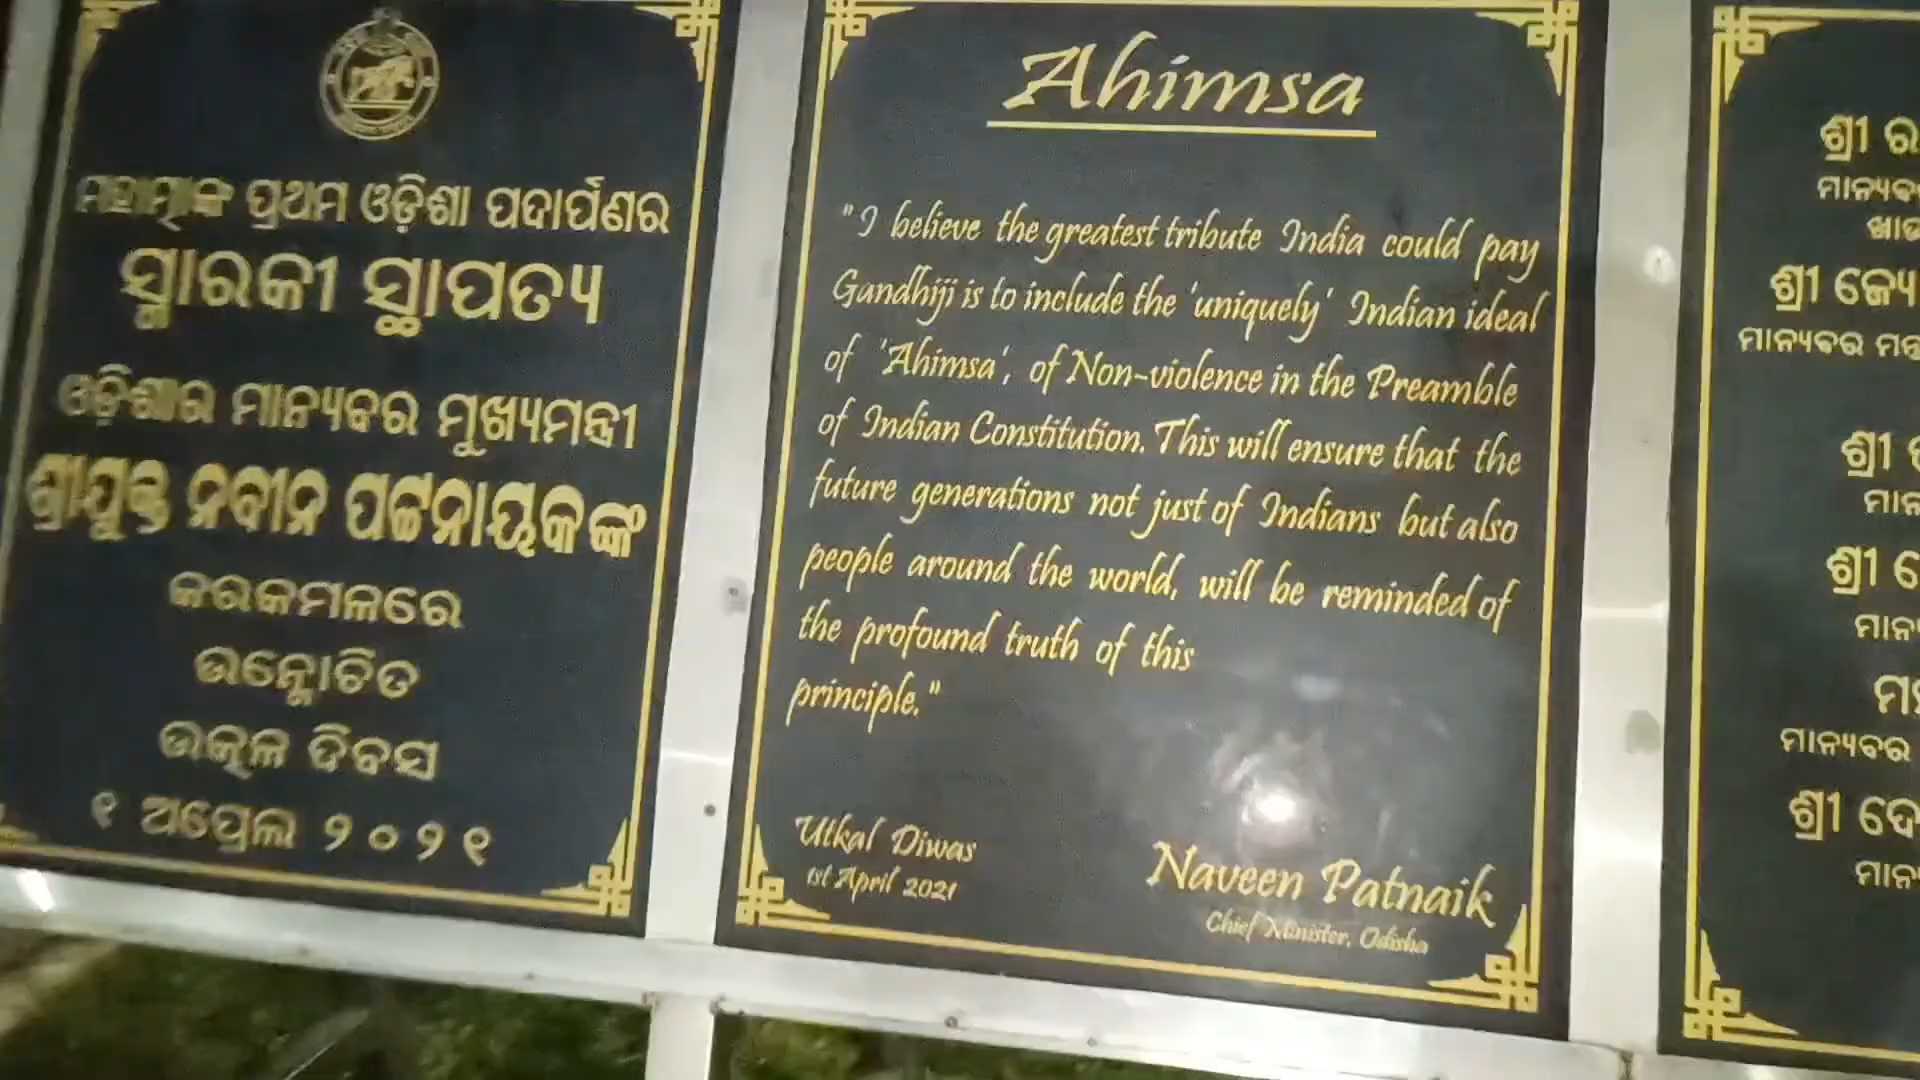 ମହାତ୍ମାଙ୍କ ପ୍ରଥମ ଓଡ଼ିଶା ପଦାର୍ପଣର
ସ୍ମାରକୀ ସ୍ଥାପତ୍ୟ
ଓଡ଼ିଶାର ମାନ୍ୟବର ମୁଖ୍ୟମନ୍ତ୍ରୀ
ଶ୍ରୀଯୁକ୍ତ ନବୀନ ପଟ୍ଟନାୟକଙ୍କ
କରକମଳରେ
ଉନ୍ମୋଚିତ
ଉତ୍କଳ ଦିବସ
୧ ଅପ୍ରେଲ ୨୦୨୧
Ahimsa
"I believe the greatest tribute India could pay
Gandhiji is to include the 'uniquely' Indian ideal
of 'Ahimsa', of Non-violence in the Preamble
of Indian Constitution. This will ensure that the
future generations not just of Indians but also
people around the world, will be reminded of
the profound truth of this
principle."
Utkal Diwas
1st April 2021
Naveen Patnaik
Chief Minister, Odisha
ଶ୍ରୀ
ଶ୍ରୀ
ମାନ୍ୟବର
ଶ୍ରୀ
ଶ୍ରୀ
ମାନ୍ୟବର
ଶ୍ରୀ